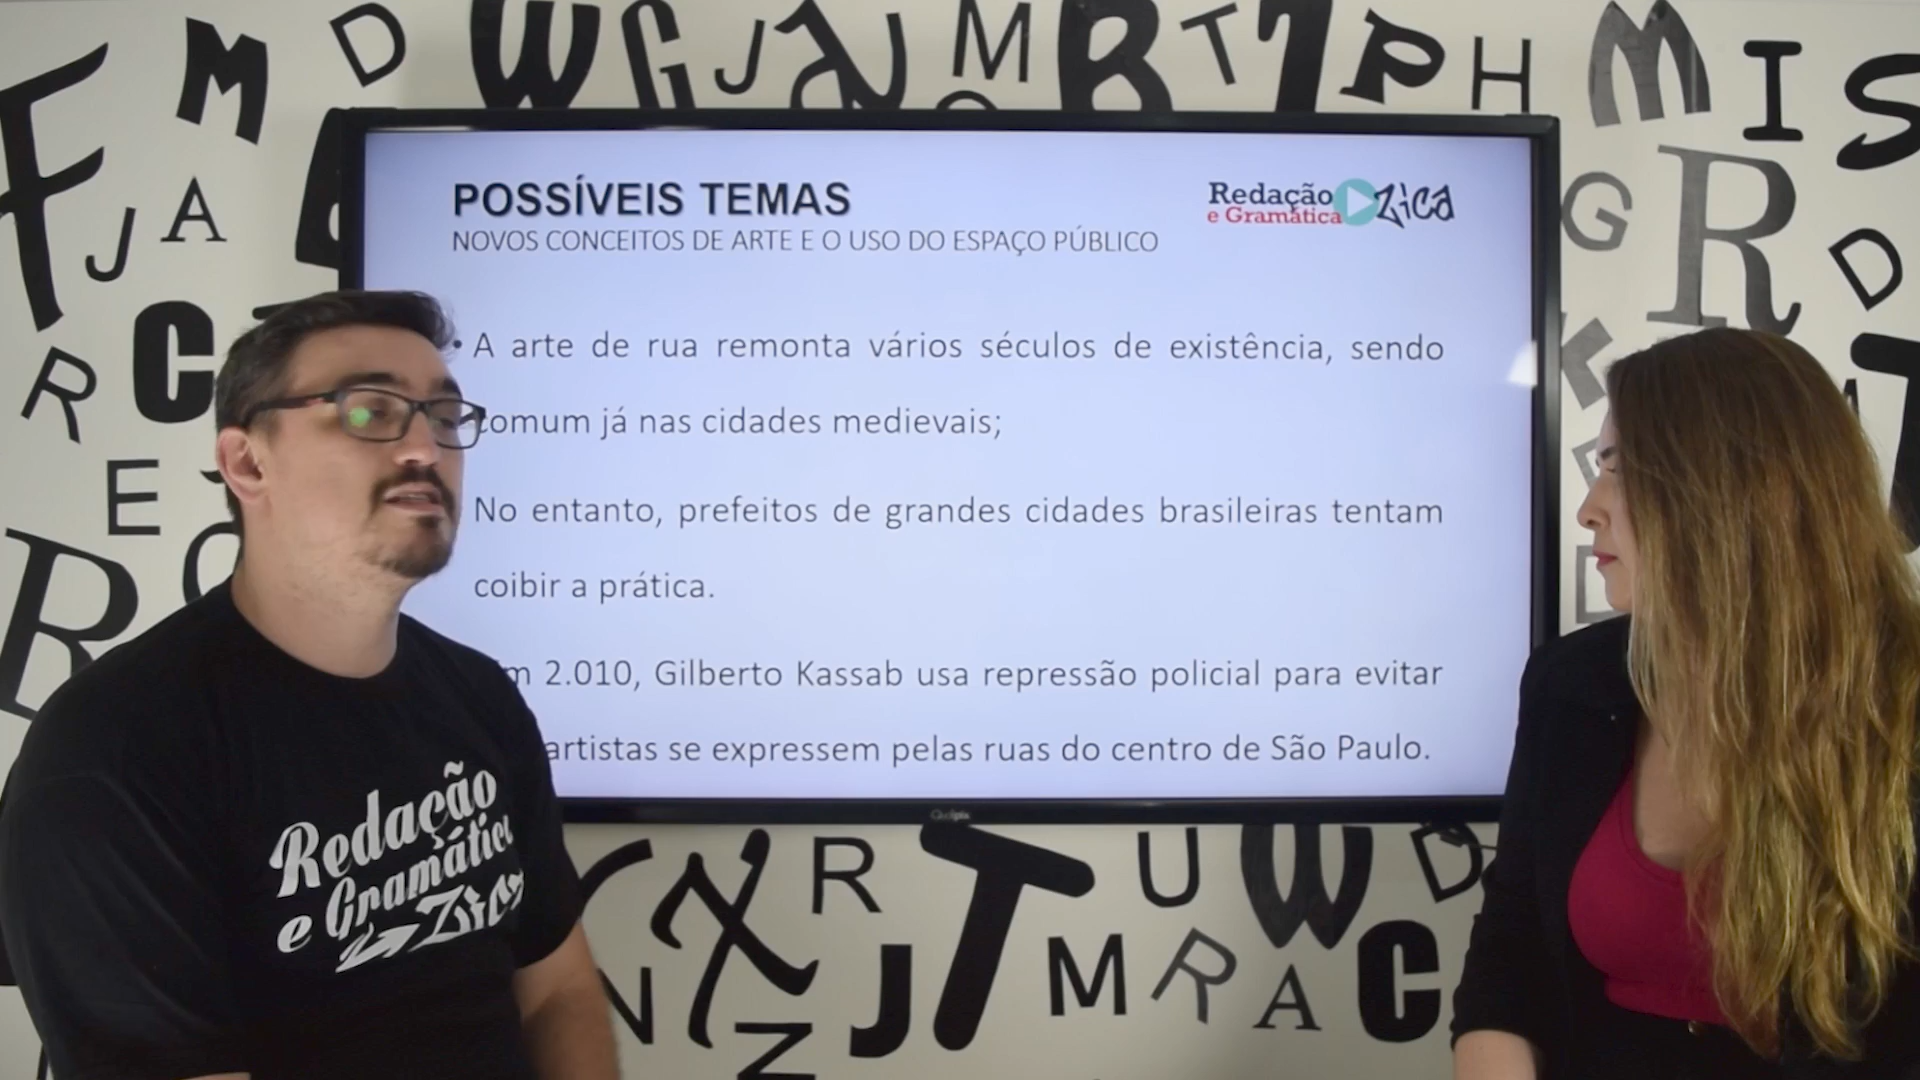 POSSÍVEIS TEMAS
NOVOS CONCEITOS DE ARTE E O USO DO ESPAÇO PÚBLICO
Redação
e Gramática
Zica
• A arte de rua remonta vários séculos de existência, sendo
comum já nas cidades medievais;
No entanto, prefeitos de grandes cidades brasileiras tentam
coibir a prática.
2.010, Gilberto Kassab usa repressão policial para evitar
artistas se expressem pelas ruas do centro de São Paulo.
Redação
e Gramática
Zica